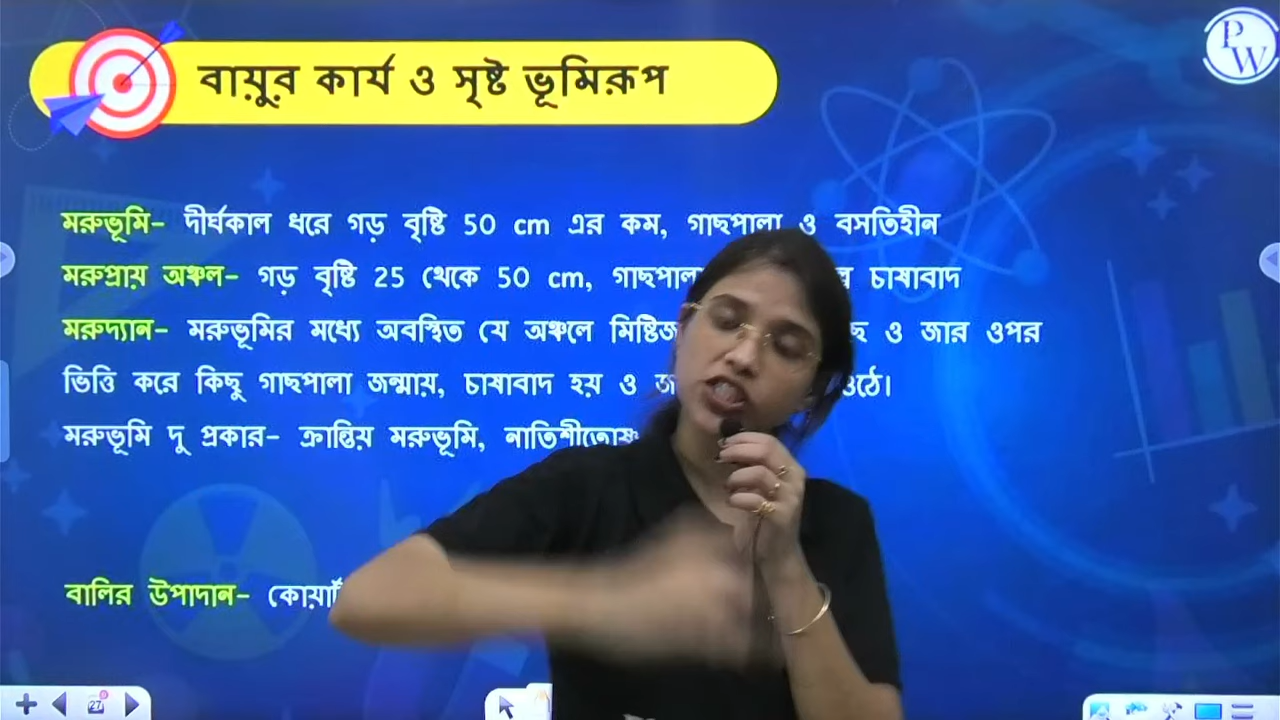 বায়ুর কার্য ও সৃষ্ট ভূমিরূপ
PW
মরুভূমি- দীর্ঘকাল ধরে গড় বৃষ্টি 50 cm এর কম, গাছপালা ও বসতিহীন
মরুপ্রায় অঞ্চল- গড় বৃষ্টি 25 থেকে 50 cm, চাষাবাদ
মরুদ্যান- মরুভূমির মধ্যে অবস্থিত যে অঞ্চলে ও জার ওপর
ভিত্তি করে কিছু গাছপালা জন্মায়, চাষাবাদ হয় ও ওঠে।
মরুভূমি দু প্রকার- ক্রান্তিয় মরুভূমি, নাতিশীতোষ্ণ
বালির উপাদান-
27